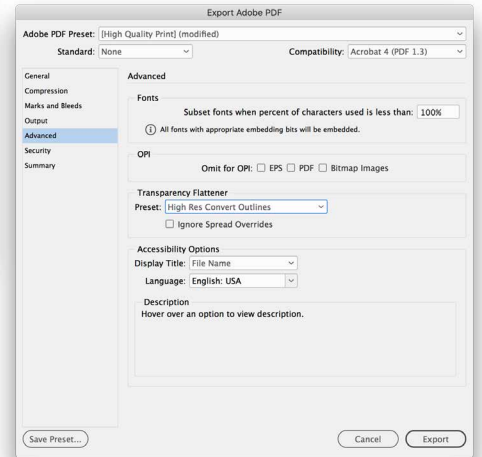 Export Adobe PDF
Adobe PDF Preset: [High Quality Print] (modified)
Standard: None Compatibility: Acrobat 4 (PDF 1.3)
General
Compression
Marks and Bleeds
Output
Advanced
Security
Summary
Advanced
Fonts
Subset fonts when percent of characters used is less than: 100%
All fonts with appropriate embedding bits will be embedded.
OPI
Omit for OPI: EPS PDF Bitmap Images
Transparency Flattener
Preset: High Res Convert Outlines
Ignore Spread Overrides
Accessibility Options
Display Title: File Name
Language: English: USA
Description
Hover over an option to view description.
Save Preset... Cancel Export